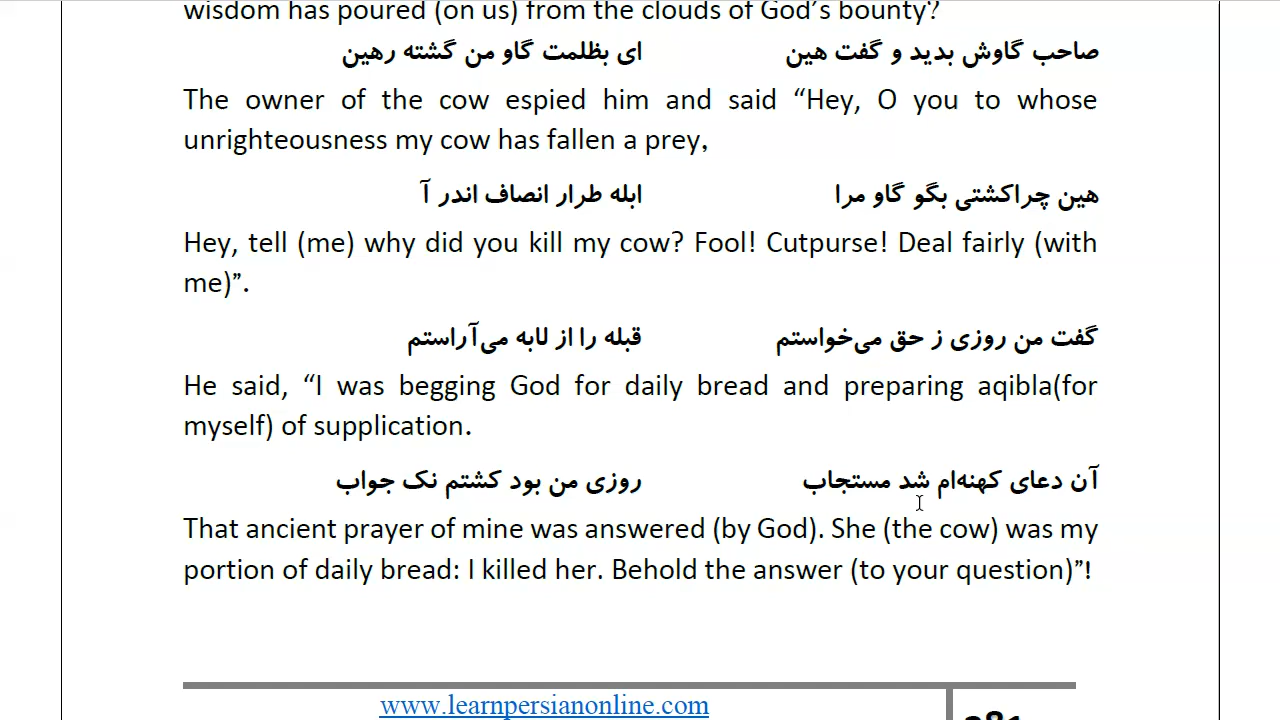 wisdom has poured (on us) from the clouds of God's bounty?
صاحب گاوش بدید و گفت هین ای بظلمت گاو من گشته رهین
The owner of the cow espied him and said “Hey, O you to whose
unrighteousness my cow has fallen a prey,
هین چراکشتی بگو گاو مرا ابله طرار انصاف اندر آ
Hey, tell (me) why did you kill my cow? Fool! Cutpurse! Deal fairly (with
me)”.
گفت من روزی ز حق می‌خواستم قبله را از لابه می‌آراستم
He said, “I was begging God for daily bread and preparing aqibla(for
myself) of supplication.
آن دعای کهنه‌ام شد مستجاب روزی من بود کشتم نک جواب
That ancient prayer of mine was answered (by God). She (the cow) was my
portion of daily bread: I killed her. Behold the answer (to your question)”!
www.learnpersianonline.com